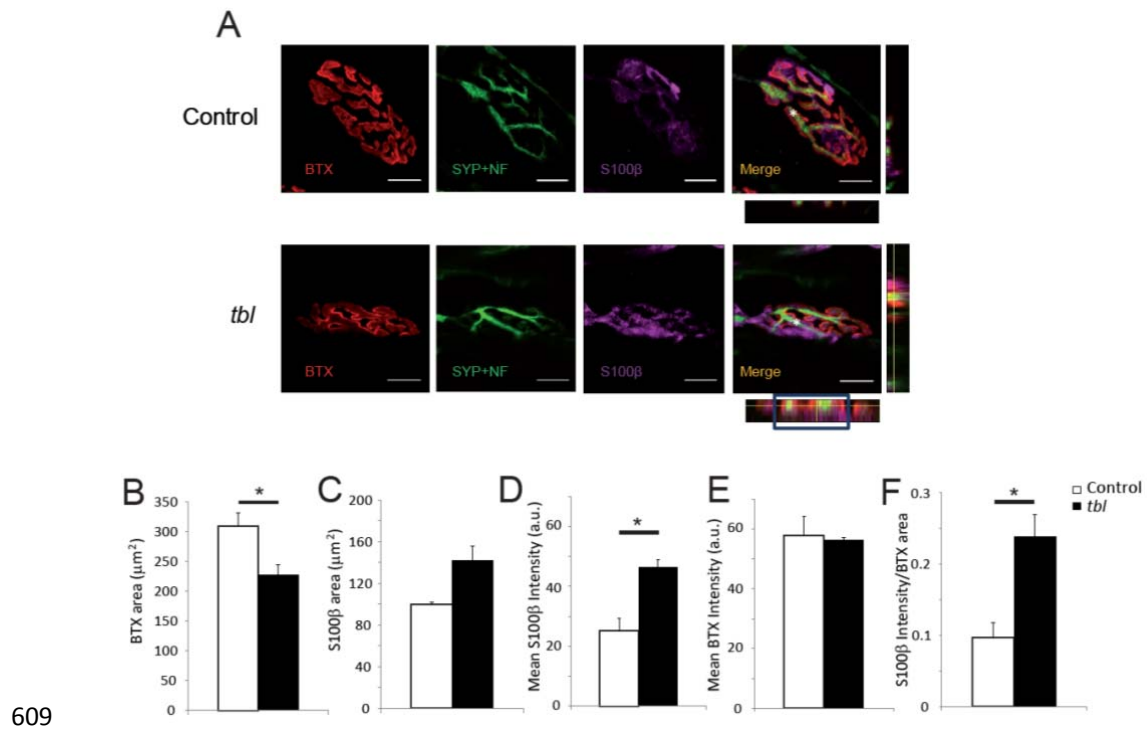 A
Control
BTX
SYP+NF
S100β
Merge
tbl
BTX
SYP+NF
S100β
Merge
B
BTX area (μm²)
350
300
250
200
150
100
50
0
*
C
S100β area (μm²)
200
160
120
80
40
0
D
Mean S100β Intensity (a.u.)
60
40
20
0
*
E
Mean BTX Intensity (a.u.)
60
40
20
0
F
S100β Intensity/BTX area
0.3
0.2
0.1
0
*
Control
tbl
609